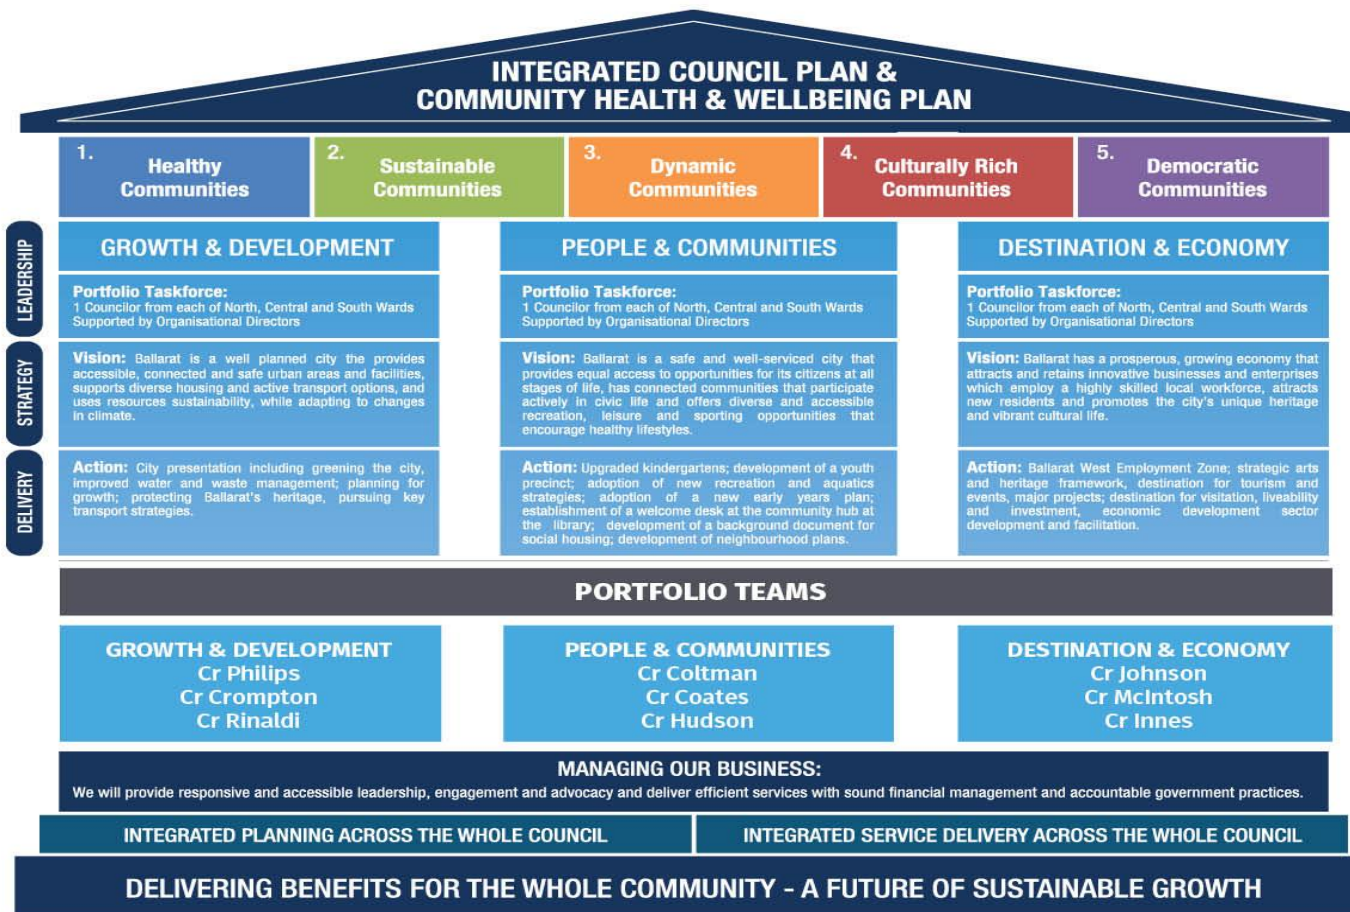 INTEGRATED COUNCIL PLAN &
COMMUNITY HEALTH & WELLBEING PLAN
1.
Healthy
Communities
2.
Sustainable
Communities
3.
Dynamic
Communities
4.
Culturally Rich
Communities
5.
Democratic
Communities
LEADERSHIP
GROWTH & DEVELOPMENT
Portfolio Taskforce:
1 Councilor from each of North, Central and South Wards
Supported by Organisational Directors
PEOPLE & COMMUNITIES
Portfolio Taskforce:
1 Councilor from each of North, Central and South Wards
Supported by Organisational Directors
DESTINATION & ECONOMY
Portfolio Taskforce:
1 Councilor from each of North, Central and South Wards
Supported by Organisational Directors
STRATEGY
Vision: Ballarat is a well planned city the provides
accessible, connected and safe urban areas and facilities,
supports diverse housing and active transport options, and
uses resources sustainability, while adapting to changes
in climate.
Vision: Ballarat is a safe and well-serviced city that
provides equal access to opportunities for its citizens at all
stages of life, has connected communities that participate
actively in civic life and offers diverse and accessible
recreation, leisure and sporting opportunities that
encourage healthy lifestyles.
Vision: Ballarat has a prosperous, growing economy that
attracts and retains innovative businesses and enterprises
which employ a highly skilled local workforce, attracts
new residents and promotes the city's unique heritage
and vibrant cultural life.
DELIVERY
Action: City presentation including greening the city,
improved water and waste management; planning for
growth; protecting Ballarat's heritage, pursuing key
transport strategies.
Action: Upgraded kindergartens; development of a youth
precinct; adoption of new recreation and aquatics
strategies; adoption of a new early years plan;
establishment of a welcome desk at the community hub at
the library; development of a background document for
social housing; development of neighbourhood plans.
Action: Ballarat West Employment Zone; strategic arts
and heritage framework, destination for tourism and
events, major projects; destination for visitation, liveability
and investment, economic development sector
development and facilitation.
PORTFOLIO TEAMS
GROWTH & DEVELOPMENT
Cr Philips
Cr Crompton
Cr Rinaldi
PEOPLE & COMMUNITIES
Cr Coltman
Cr Coates
Cr Hudson
DESTINATION & ECONOMY
Cr Johnson
Cr McIntosh
Cr Innes
MANAGING OUR BUSINESS:
We will provide responsive and accessible leadership, engagement and advocacy and deliver efficient services with sound financial management and accountable government practices.
INTEGRATED PLANNING ACROSS THE WHOLE COUNCIL
INTEGRATED SERVICE DELIVERY ACROSS THE WHOLE COUNCIL
DELIVERING BENEFITS FOR THE WHOLE COMMUNITY - A FUTURE OF SUSTAINABLE GROWTH